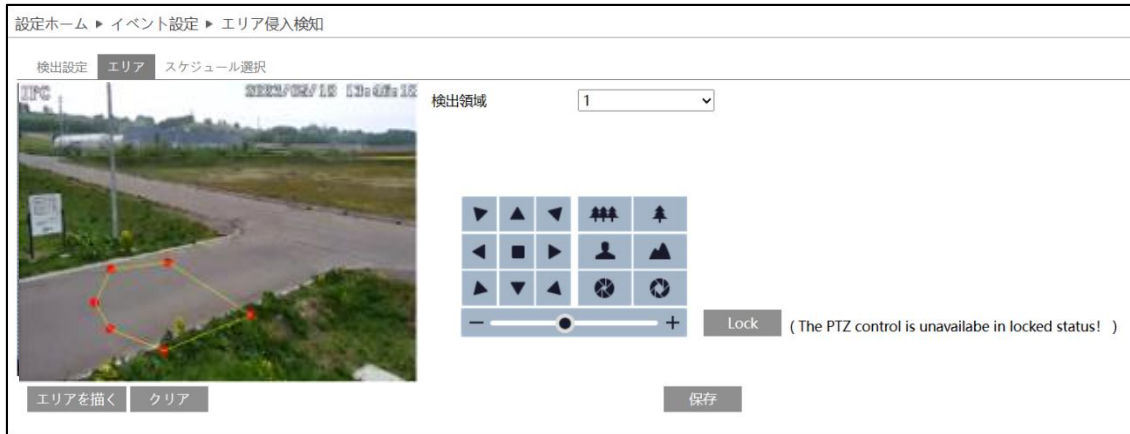 設定ホーム ▶ イベント設定 ▶ エリア侵入検知
検出設定 エリア スケジュール選択
IPC
検出領域 1
Lock ( The PTZ control is unavailabe in locked status! )
エリアを描く クリア 保存